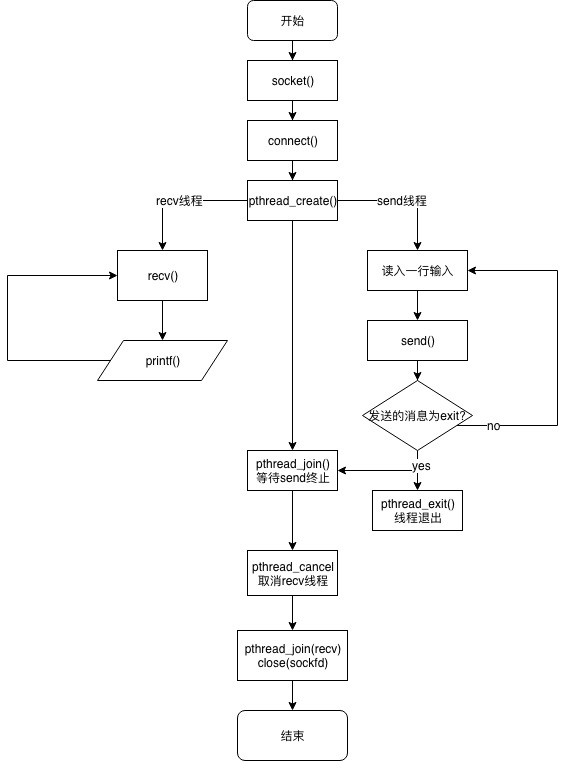 开始
socket()
connect()
recv线程
pthread_create()
send线程
recv()
读入一行输入
printf()
send()
发送的消息为exit?
no
yes
pthread_join()
等待send终止
pthread_exit()
线程退出
pthread_cancel
取消recv线程
pthread_join(recv)
close(sockfd)
结束